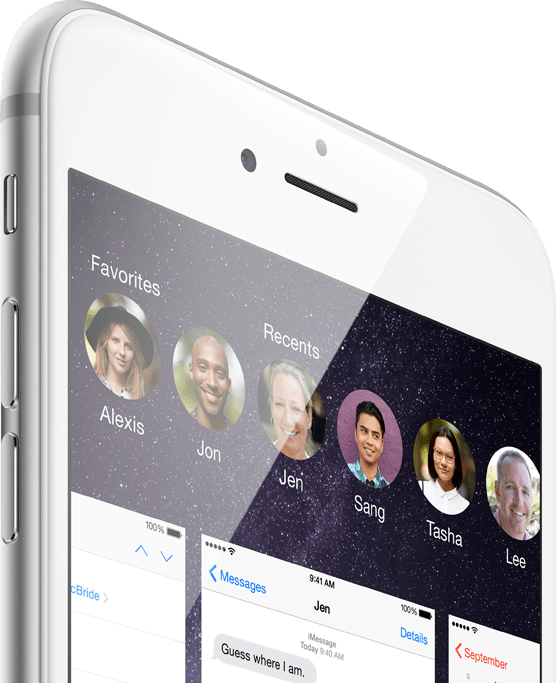 Favorites
Recents
Alexis
Jon
Jen
Sang
Tasha
Lee
100%
cBride
9:41 AM
100%
Messages
Jen
Details
iMessage
Today 9:40 AM
Guess where I am.
September
S